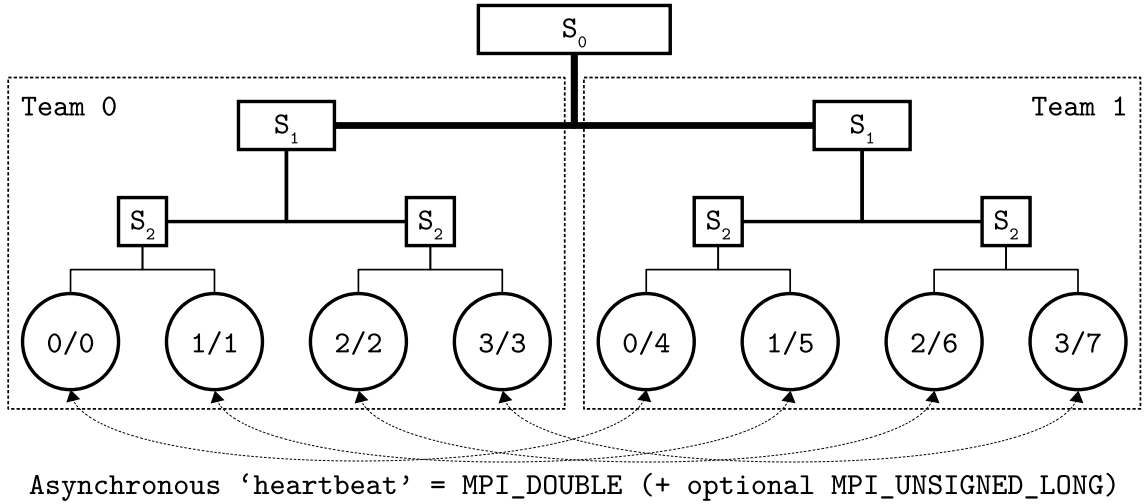 S0
Team 0
Team 1
S1
S1
S2
S2
S2
S2
0/0
1/1
2/2
3/3
0/4
1/5
2/6
3/7
Asynchronous ‘heartbeat’ = MPI_DOUBLE (+ optional MPI_UNSIGNED_LONG)